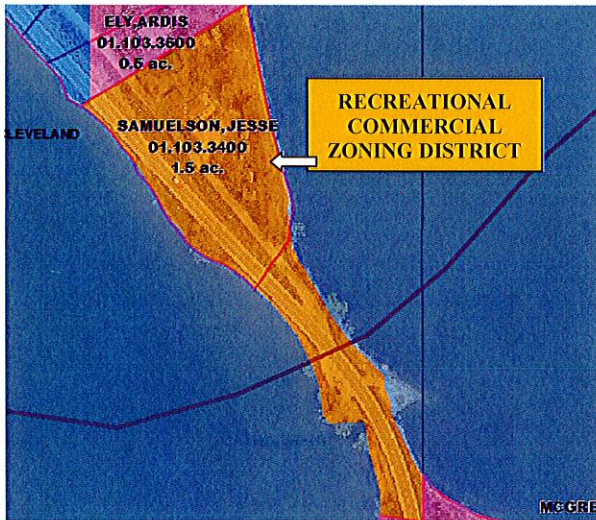 ELY,ARDIS
01.103.3600
0.5 ac.
CLEVELAND
SAMUELSON,JESSE
01.103.3400
1.5 ac.
RECREATIONAL
COMMERCIAL
ZONING DISTRICT
MCGRE